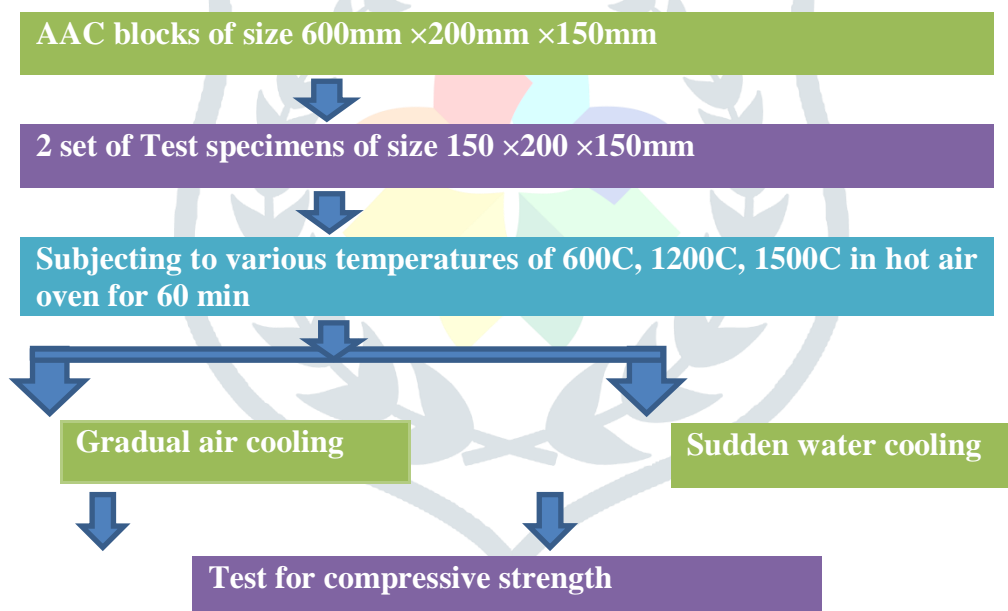 AAC blocks of size 600mm ×200mm ×150mm
2 set of Test specimens of size 150 ×200 ×150mm
Subjecting to various temperatures of 600C, 1200C, 1500C in hot air
oven for 60 min
Gradual air cooling
Sudden water cooling
Test for compressive strength